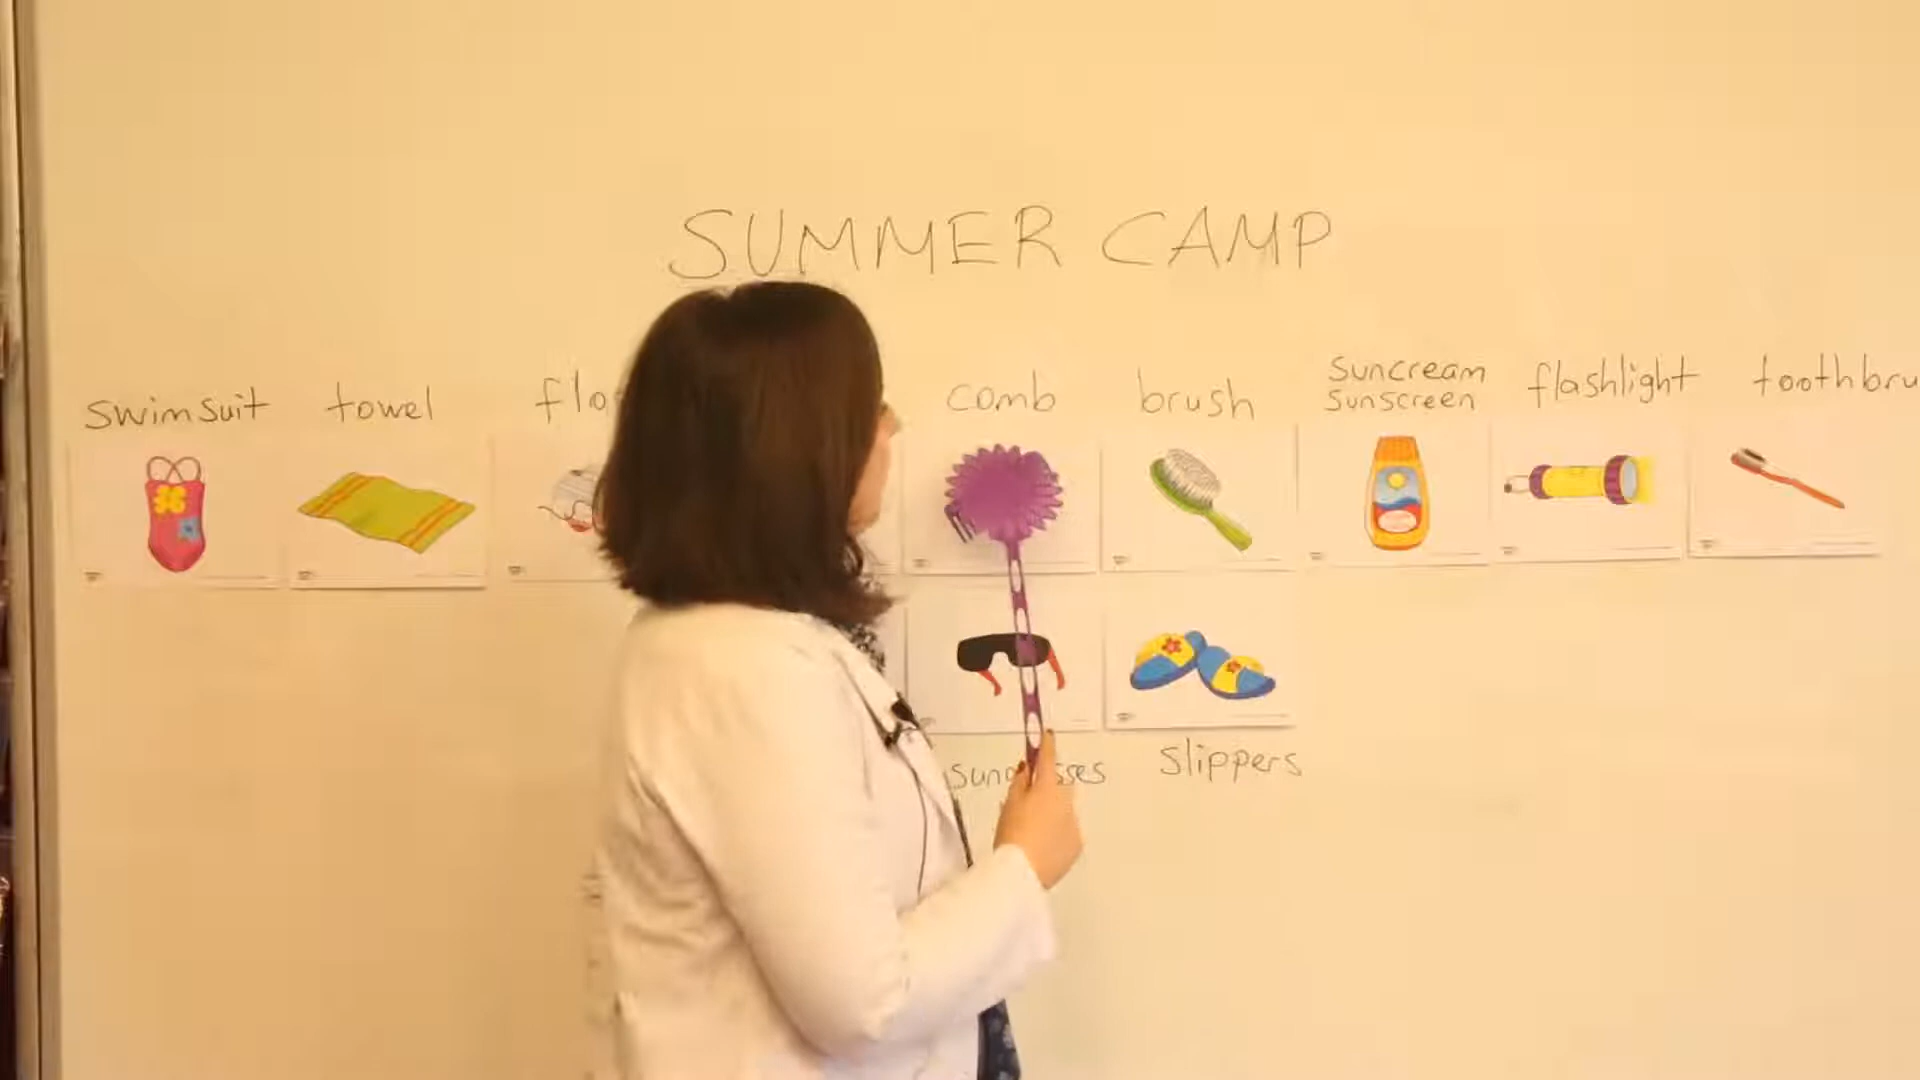 SUMMER CAMP
swimsuit
towel
comb
brush
suncream
sunscreen
flashlight
slippers